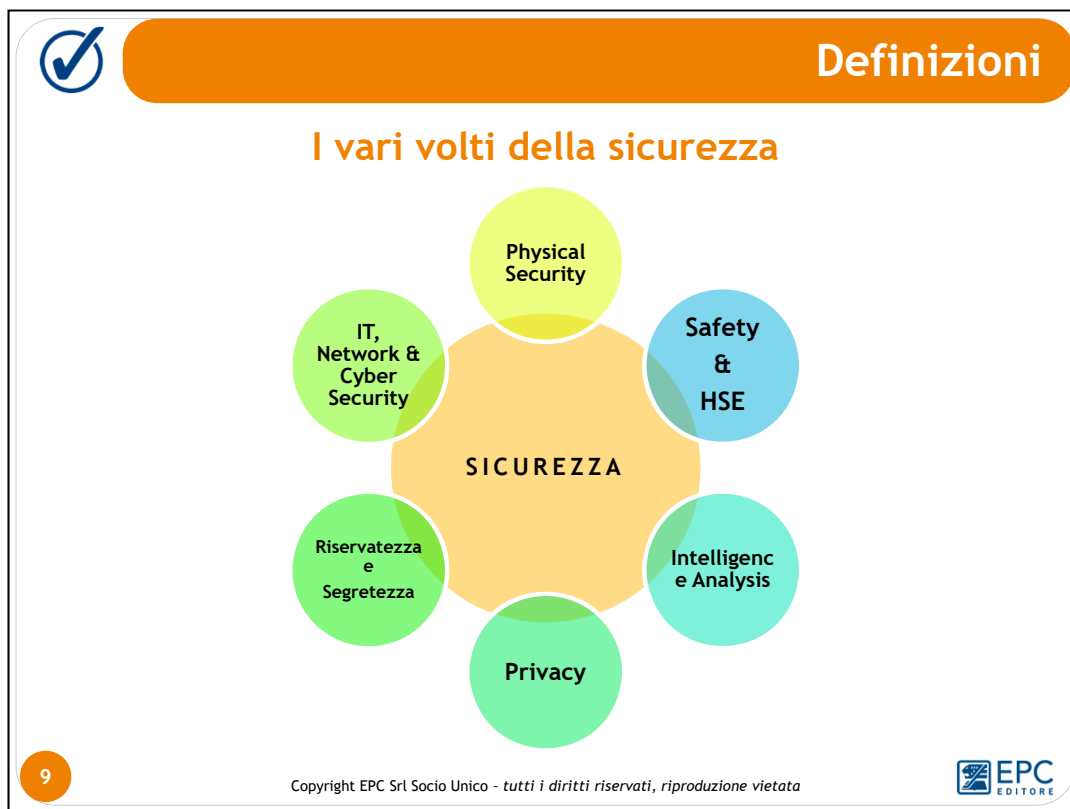 Definizioni
I vari volti della sicurezza
Physical
Security
Safety
&
HSE
Intelligenc
e Analysis
Privacy
Riservatezza
e
Segretezza
IT,
Network &
Cyber
Security
SICUREZZA
9
Copyright EPC Srl Socio Unico – tutti i diritti riservati, riproduzione vietata
EPC
EDITORE